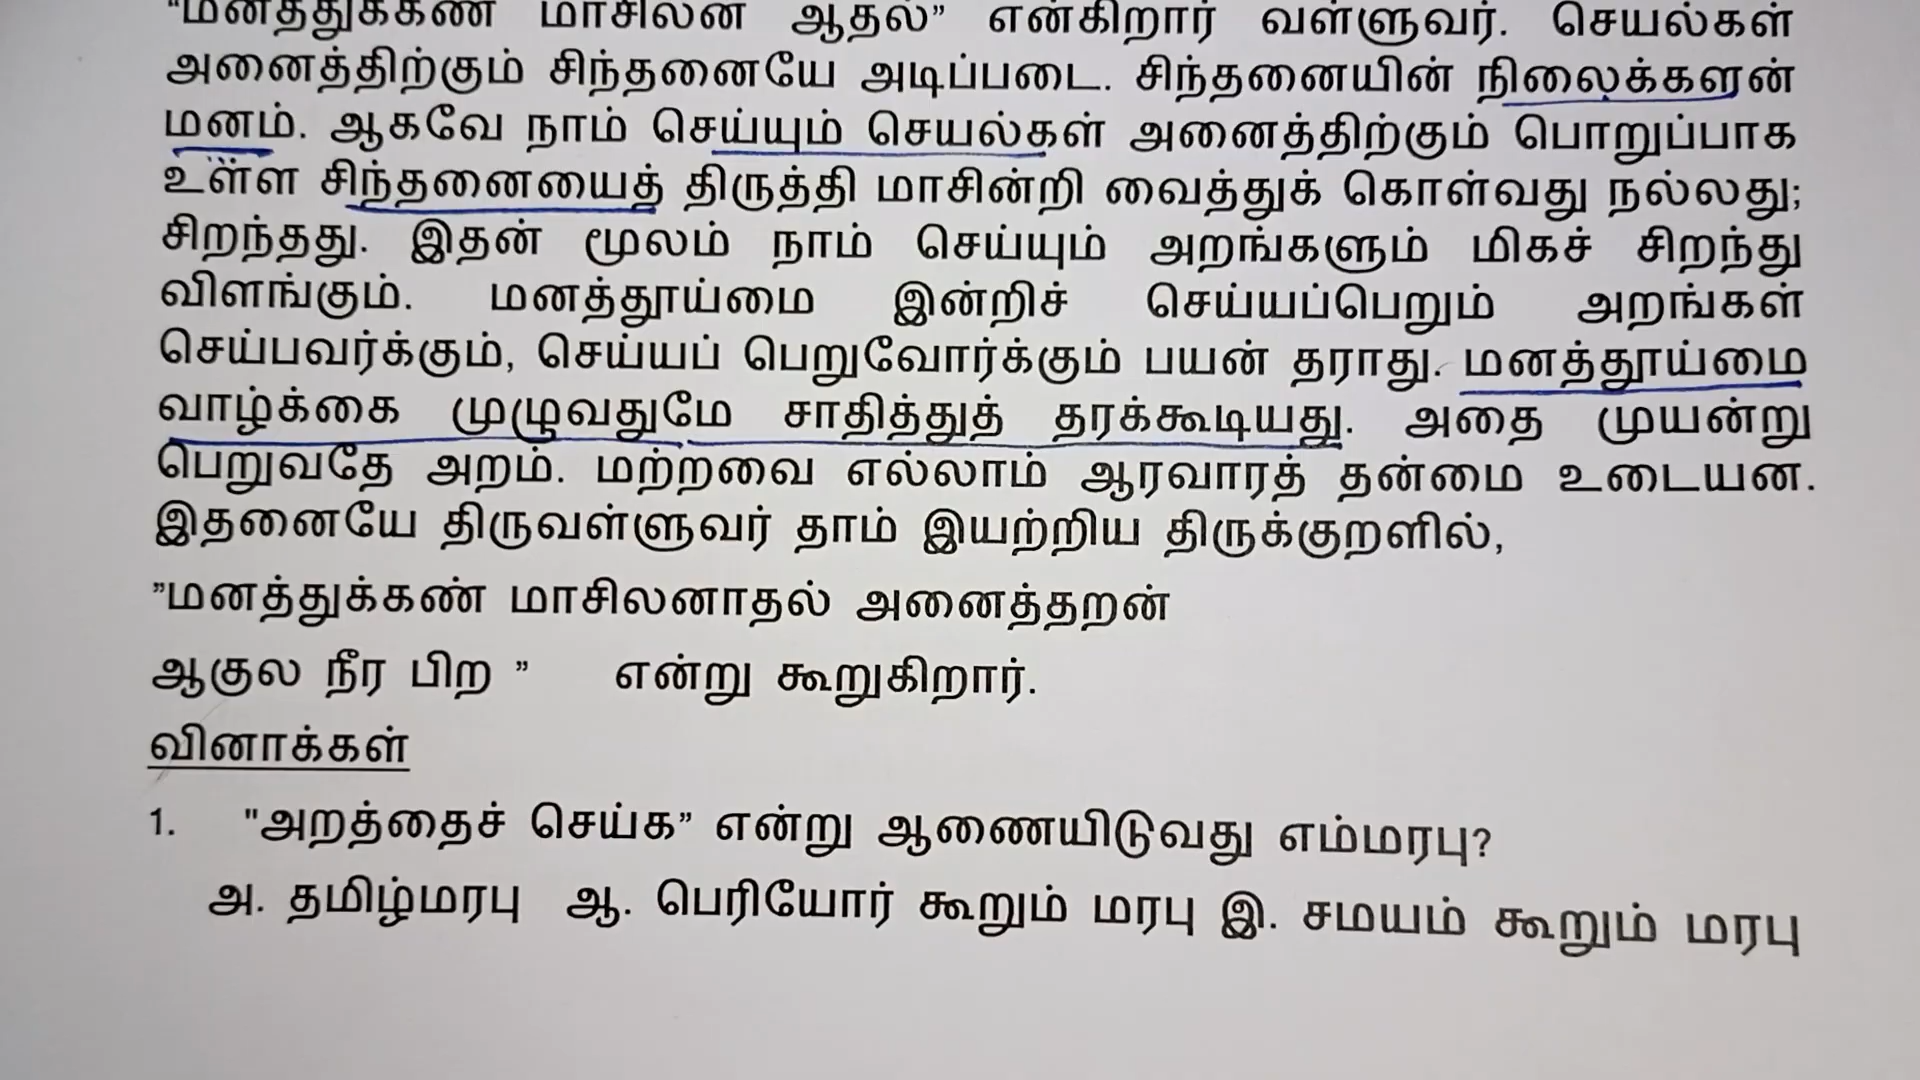 “மனத்துக்கண் மாசிலன் ஆதல்” என்கிறார் வள்ளுவர். செயல்கள்
அனைத்திற்கும் சிந்தனையே அடிப்படை. சிந்தனையின் நிலைக்களன்
மனம். ஆகவே நாம் செய்யும் செயல்கள் அனைத்திற்கும் பொறுப்பாக
உள்ள சிந்தனையைத் திருத்தி மாசின்றி வைத்துக் கொள்வது நல்லது;
சிறந்தது. இதன் மூலம் நாம் செய்யும் அறங்களும் மிகச் சிறந்து
விளங்கும். மனத்தூய்மை இன்றிச் செய்யப்பெறும் அறங்கள்
செய்பவர்க்கும், செய்யப் பெறுவோர்க்கும் பயன் தராது. மனத்தூய்மை
வாழ்க்கை முழுவதுமே சாதித்துத் தரக்கூடியது. அதை முயன்று
பெறுவதே அறம். மற்றவை எல்லாம் ஆரவாரத் தன்மை உடையன.
இதனையே திருவள்ளுவர் தாம் இயற்றிய திருக்குறளில்,
”மனத்துக்கண் மாசிலனாதல் அனைத்தறன்
ஆகுல நீர பிற ” என்று கூறுகிறார்.
வினாக்கள்
1. "அறத்தைச் செய்க” என்று ஆணையிடுவது எம்மரபு?
அ. தமிழ்மரபு ஆ. பெரியோர் கூறும் மரபு இ. சமயம் கூறும் மரபு